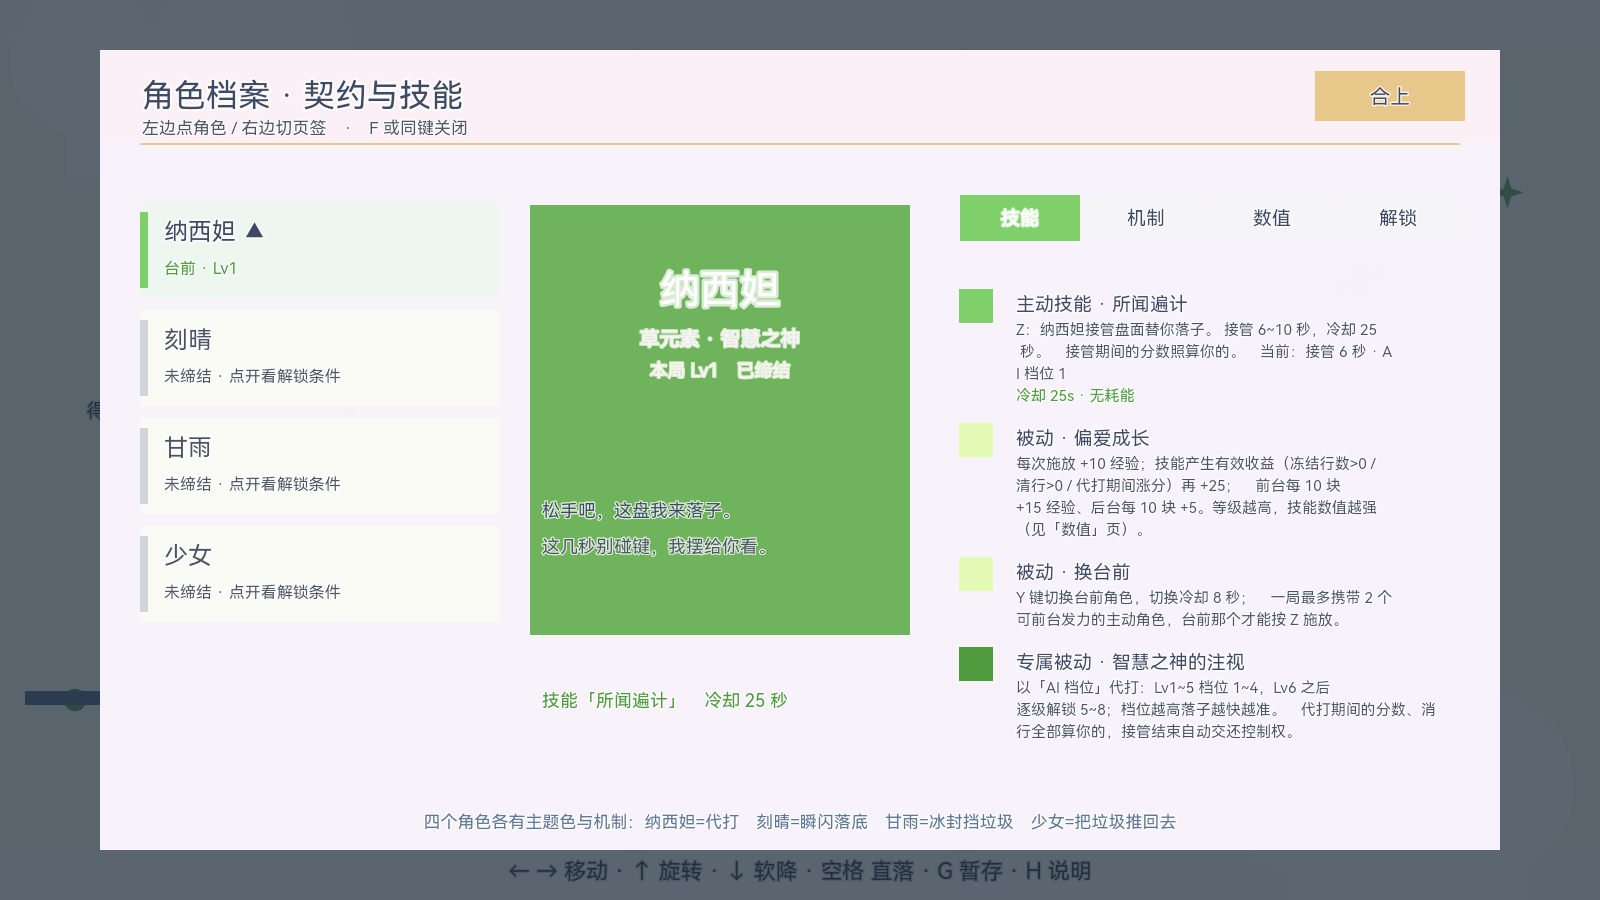 角色档案 · 契约与技能
左边点角色 / 右边切页签 · F 或同键关闭
合上
纳西妲 ▲
台前 · Lv1
刻晴
未缔结 · 点开看解锁条件
甘雨
未缔结 · 点开看解锁条件
少女
未缔结 · 点开看解锁条件
纳西妲
草元素 · 智慧之神
本局 Lv1 已缔结
松手吧，这盘我来落子。
这几秒别碰键，我摆给你看。
技能「所闻遍计」 冷却 25 秒
技能 机制 数值 解锁
主动技能 · 所闻遍计
Z：纳西妲接管盘面替你落子。 接管 6~10 秒，冷却 25
秒。 接管期间的分数照算你的。 当前：接管 6 秒 · A
I 档位 1
冷却 25s · 无耗能
被动 · 偏爱成长
每次施放 +10 经验；技能产生有效收益（冻结行数>0 /
清行>0 / 代打期间涨分）再 +25； 前台每 10 块
+15 经验、后台每 10 块 +5。等级越高，技能数值越强
（见「数值」页）。
被动 · 换台前
Y 键切换台前角色，切换冷却 8 秒； 一局最多携带 2 个
可前台发力的主动角色，台前那个才能按 Z 施放。
专属被动 · 智慧之神的注视
以「AI 档位」代打：Lv1~5 档位 1~4，Lv6 之后
逐级解锁 5~8；档位越高落子越快越准。 代打期间的分数、消
行全部算你的，接管结束自动交还控制权。
四个角色各有主题色与机制：纳西妲=代打 刻晴=瞬闪落底 甘雨=冰封挡垃圾 少女=把垃圾推回去
得
← → 移动 · ↑ 旋转 · ↓ 软降 · 空格 直落 · G 暂存 · H 说明